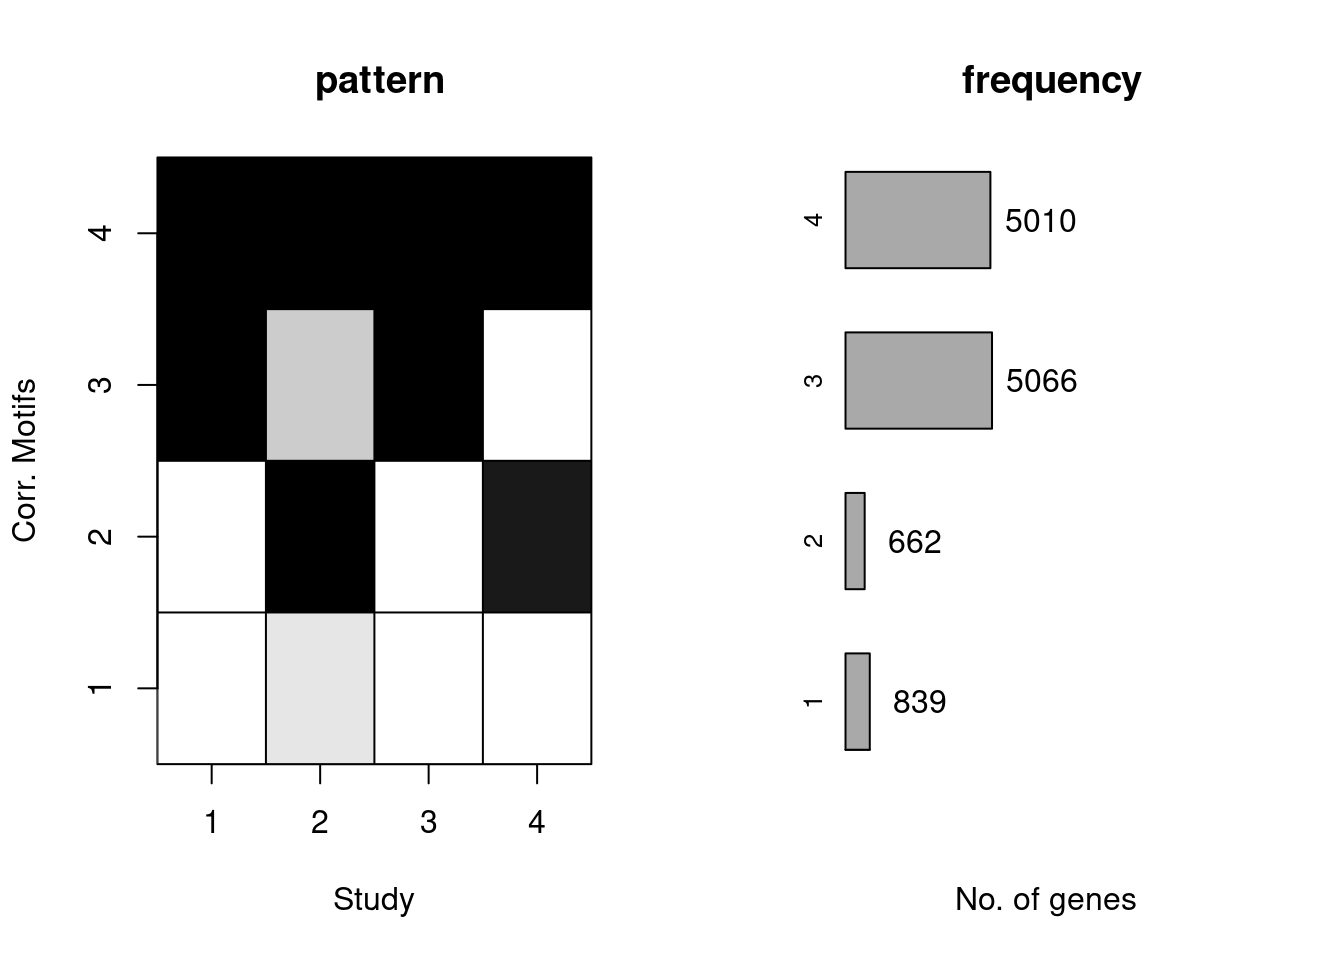 pattern
Corr. Motifs
4
3
2
1
1 2 3 4
Study
frequency
4 5010
3 5066
2 662
1 839
No. of genes